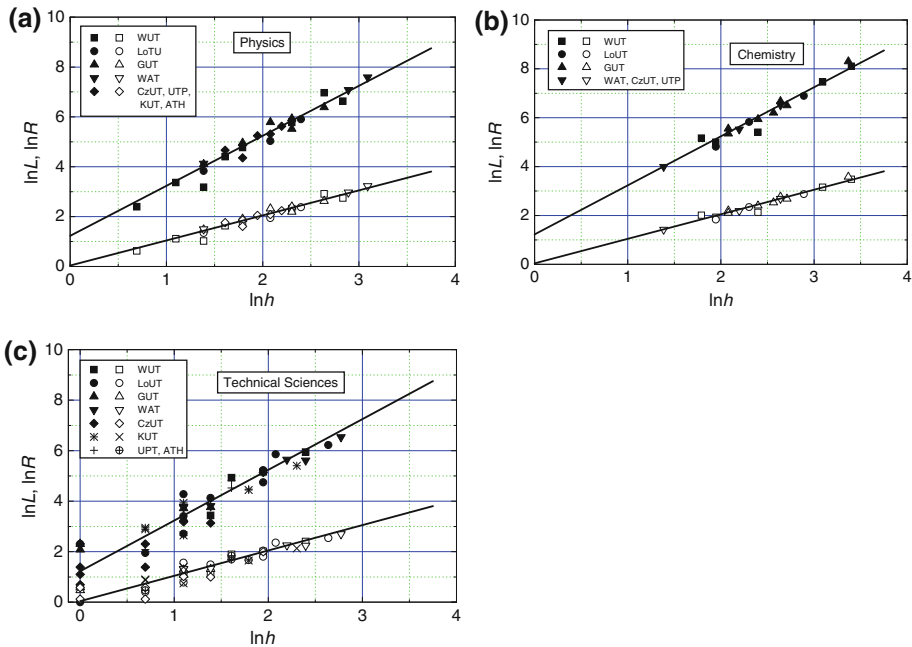 (a)
WUT
LoTU
GUT
WAT
CzUT, UTP,
KUT, ATH
Physics
lnL, lnR
10
8
6
4
2
0
0 1 2 3 4
lnh
(b)
WUT
LoUT
GUT
WAT, CzUT, UTP
Chemistry
lnL, lnR
10
8
6
4
2
0
0 1 2 3 4
lnh
(c)
WUT
LoUT
GUT
WAT
CzUT
KUT
UPT, ATH
Technical Sciences
lnL, lnR
10
8
6
4
2
0
0 1 2 3 4
lnh